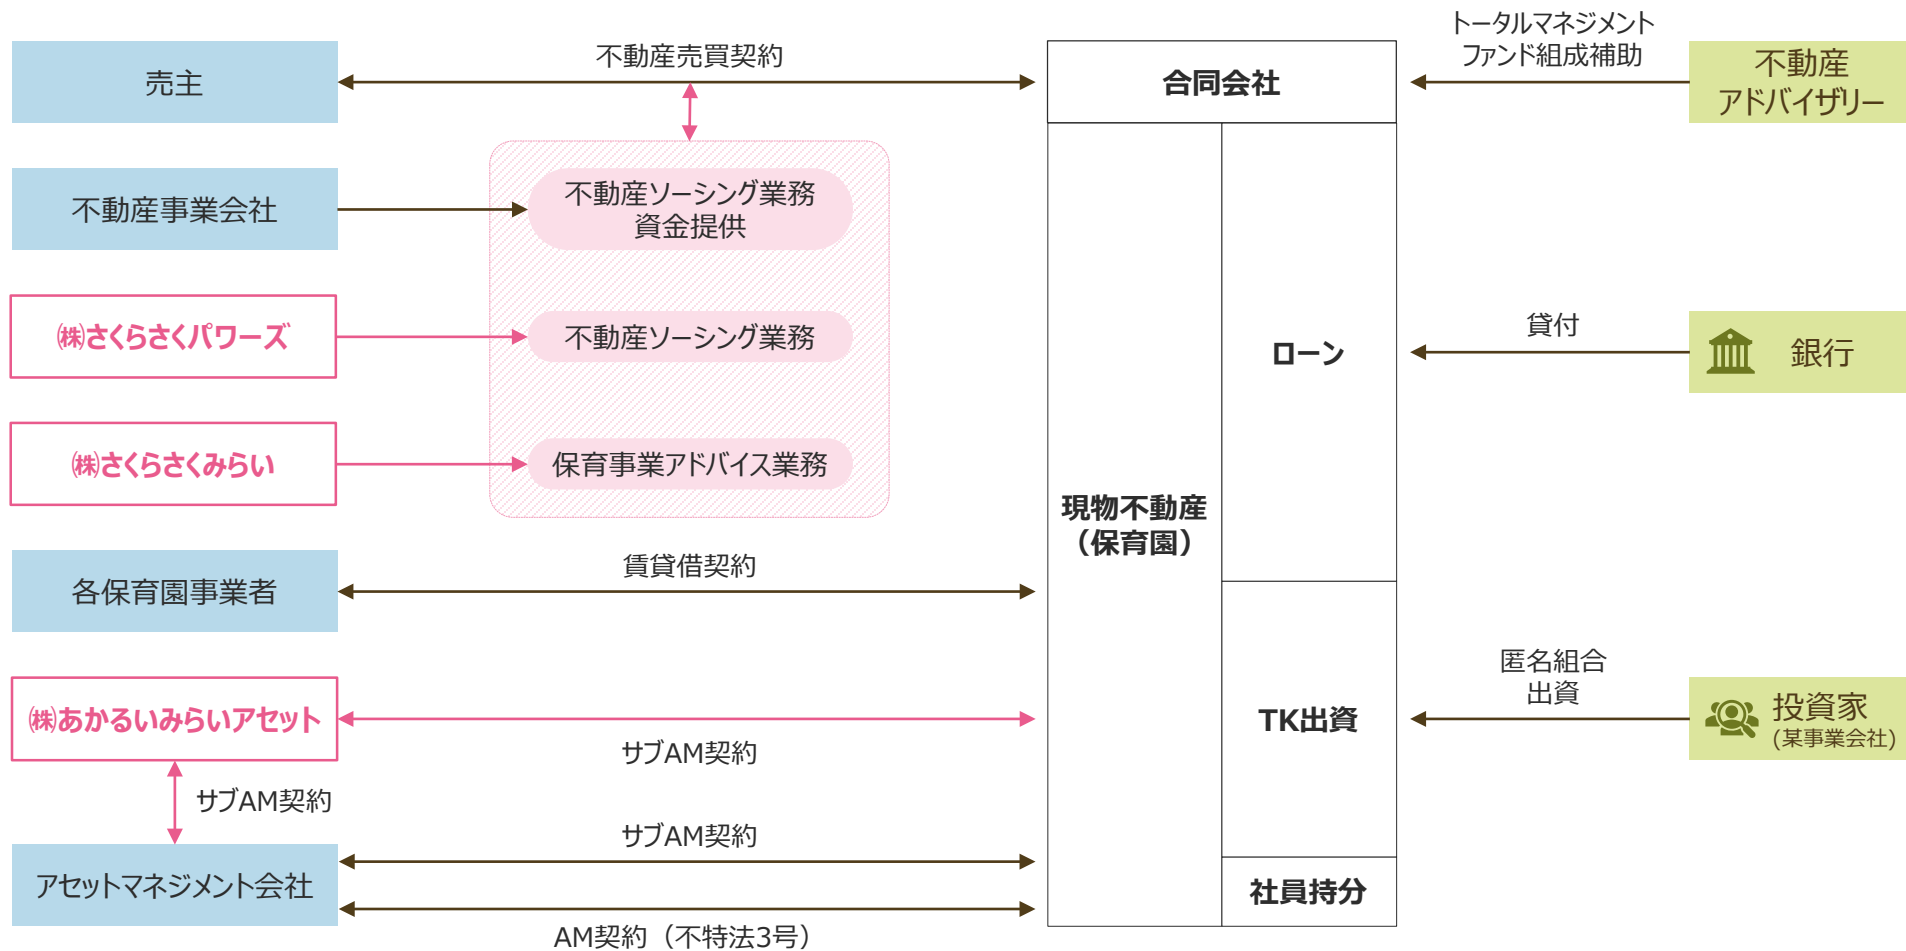 トータルマネジメント
ファンド組成補助
売主
不動産売買契約
合同会社
不動産
アドバイザリー
不動産事業会社
不動産ソーシング業務
資金提供
㈱さくらさくパワーズ
不動産ソーシング業務
ローン
貸付
銀行
㈱さくらさくみらい
保育事業アドバイス業務
現物不動産
（保育園）
各保育園事業者
賃貸借契約
㈱あかるいみらいアセット
サブAM契約
TK出資
匿名組合
出資
投資家
(某事業会社)
サブAM契約
アセットマネジメント会社
サブAM契約
AM契約（不特法3号）
社員持分